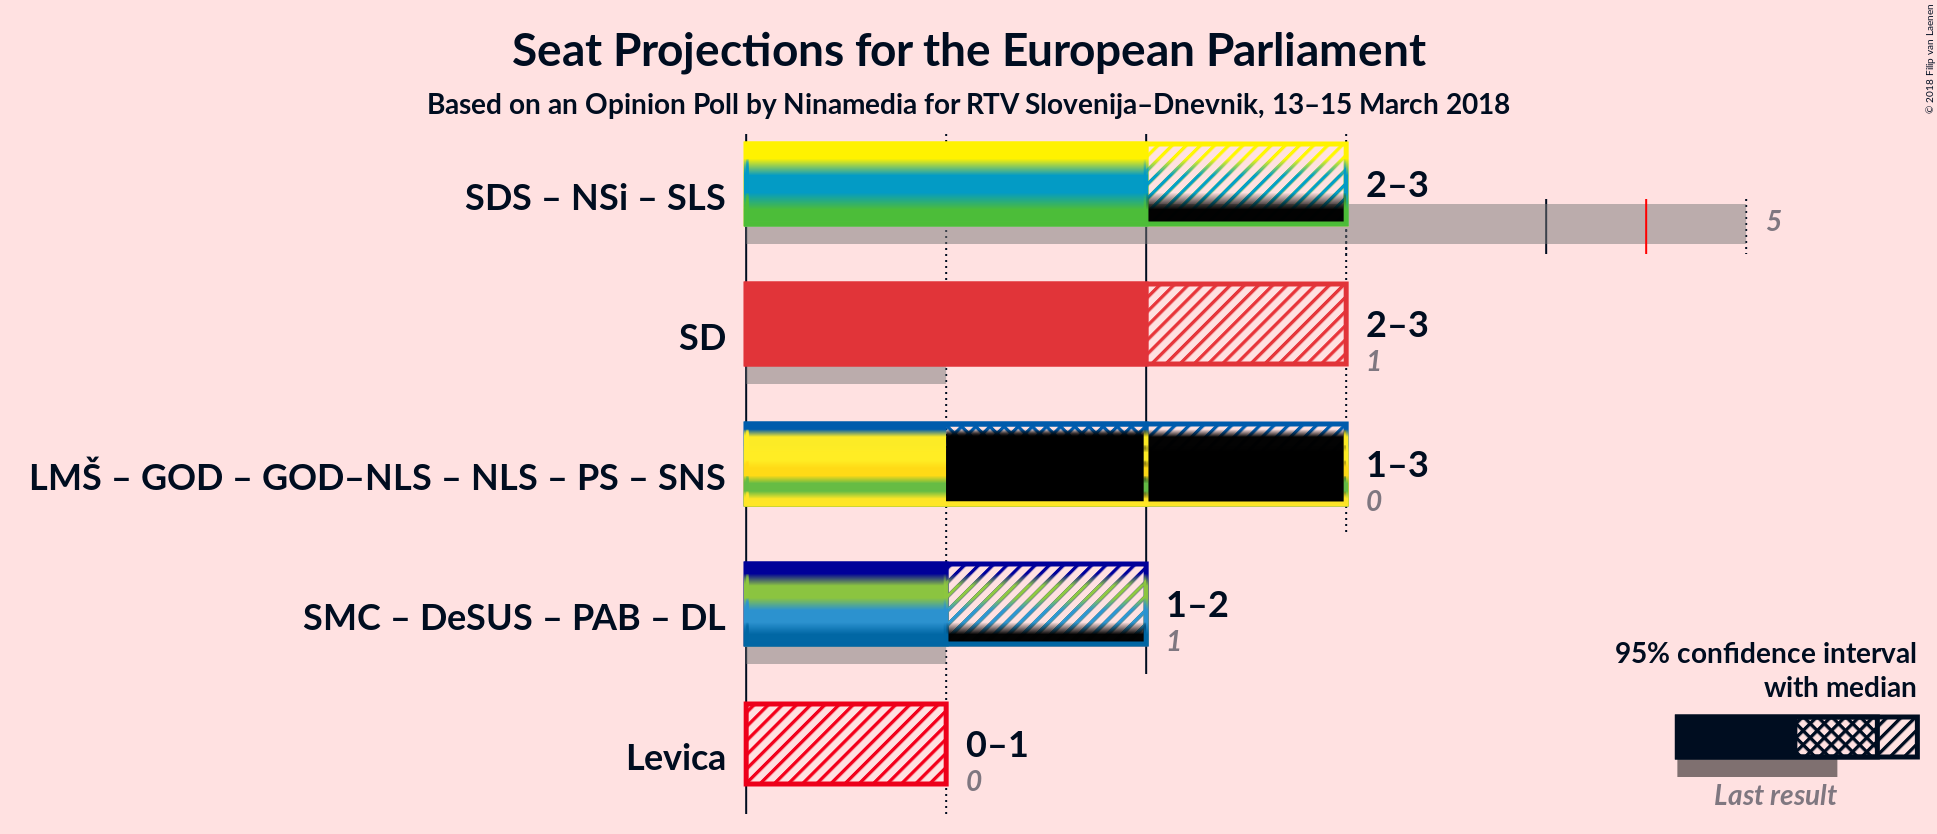 Seat Projections for the European Parliament
Based on an Opinion Poll by Ninamedia for RTV Slovenija–Dnevnik, 13–15 March 2018
© 2018 Filip van Laenen
SDS – NSi – SLS
2–3
5
SD
2–3
1
LMŠ – GOD – GOD–NLS – NLS – PS – SNS
1–3
0
SMC – DeSUS – PAB – DL
1–2
1
Levica
0–1
0
95% confidence interval
with median
Last result